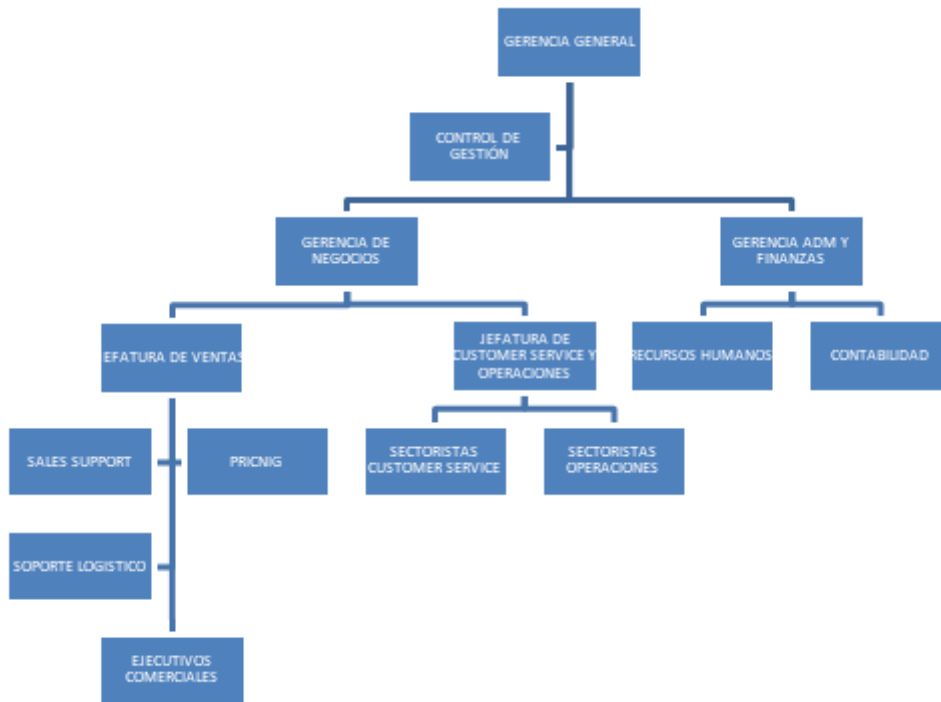 GERENCIA GENERAL
CONTROL DE
GESTIÓN
GERENCIA DE
NEGOCIOS
GERENCIA ADM Y
FINANZAS
EFATURA DE VENTAS
JEFATURA DE
CUSTOMER SERVICE Y
OPERACIONES
RECURSOS HUMANOS
CONTABILIDAD
SALES SUPPORT
PRICNIG
SECTORISTAS
CUSTOMER SERVICE
SECTORISTAS
OPERACIONES
SOPORTE LOGISTICO
EJECUTIVOS
COMERCIALES